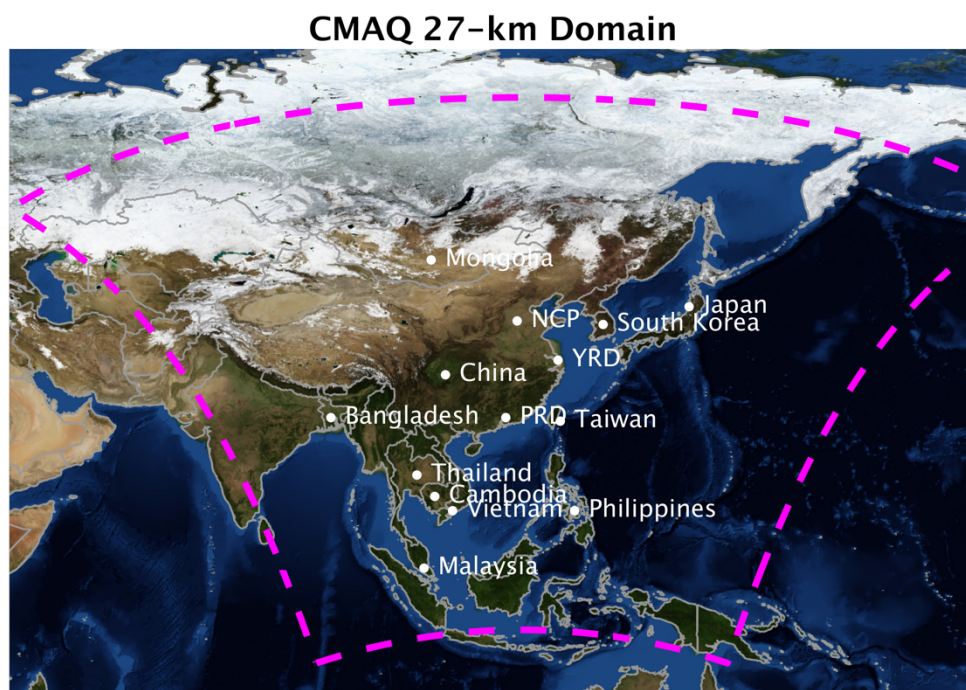 CMAQ 27-km Domain
Mongolia
Japan
NCP
South Korea
YRD
China
Bangladesh
PRD
Taiwan
Thailand
Cambodia
Vietnam
Philippines
Malaysia